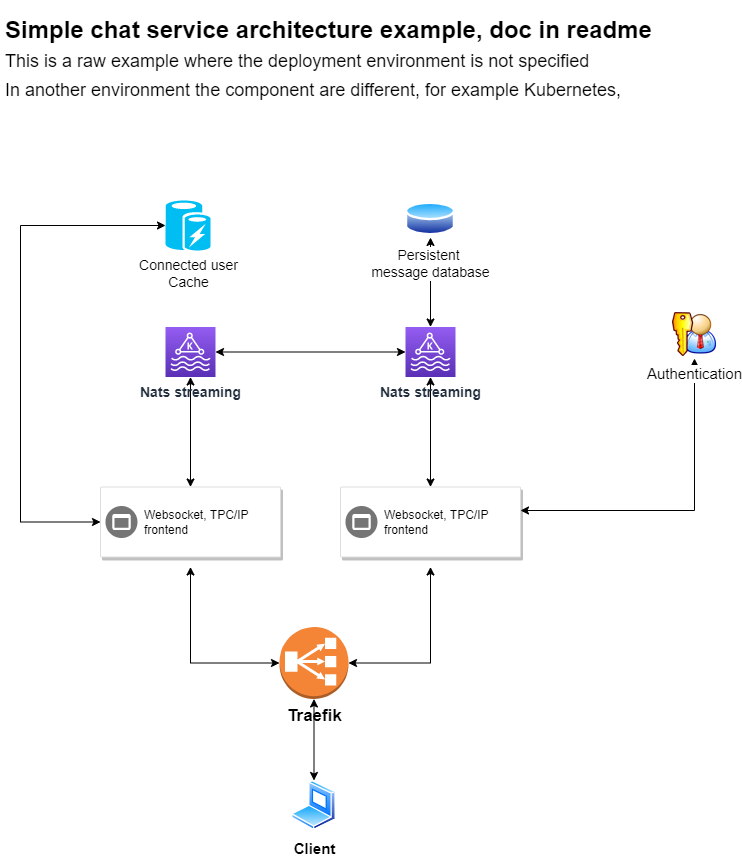 Simple chat service architecture example, doc in readme
This is a raw example where the deployment environment is not specified
In another environment the component are different, for example Kubernetes,
Connected user
Cache
Persistent
message database
K
K
Authentication
Nats streaming
Nats streaming
Websocket, TPC/IP
frontend
Websocket, TPC/IP
frontend
Traefik
Client